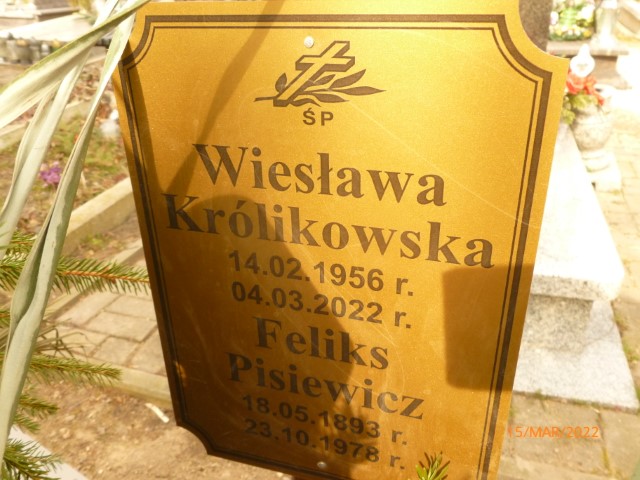 ŚP
Wiesława
Królikowska
14.02.1956 r.
04.03.2022 r.
Feliks
Pisiewicz
18.05.1893 r.
23.10.1978 r.
15/MAR/2022